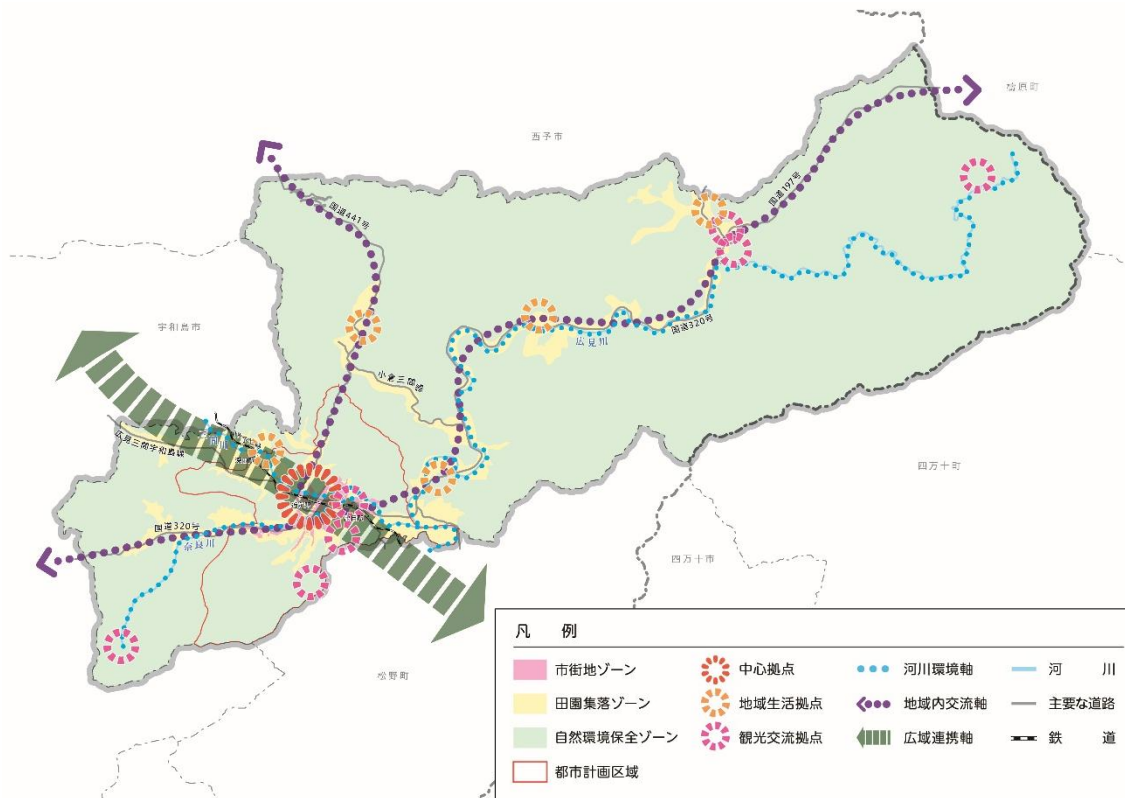 梼原町
西予市
国道197号
国道441号
宇和島市
国道320号
広見川
小倉三間線
広見三間宇和島線
四万十町
国道320号
奈良川
四万十市
松野町
凡 例
市街地ゾーン
中心拠点
河川環境軸
河 川
田園集落ゾーン
地域生活拠点
地域内交流軸
主要な道路
自然環境保全ゾーン
観光交流拠点
広域連携軸
鉄 道
都市計画区域